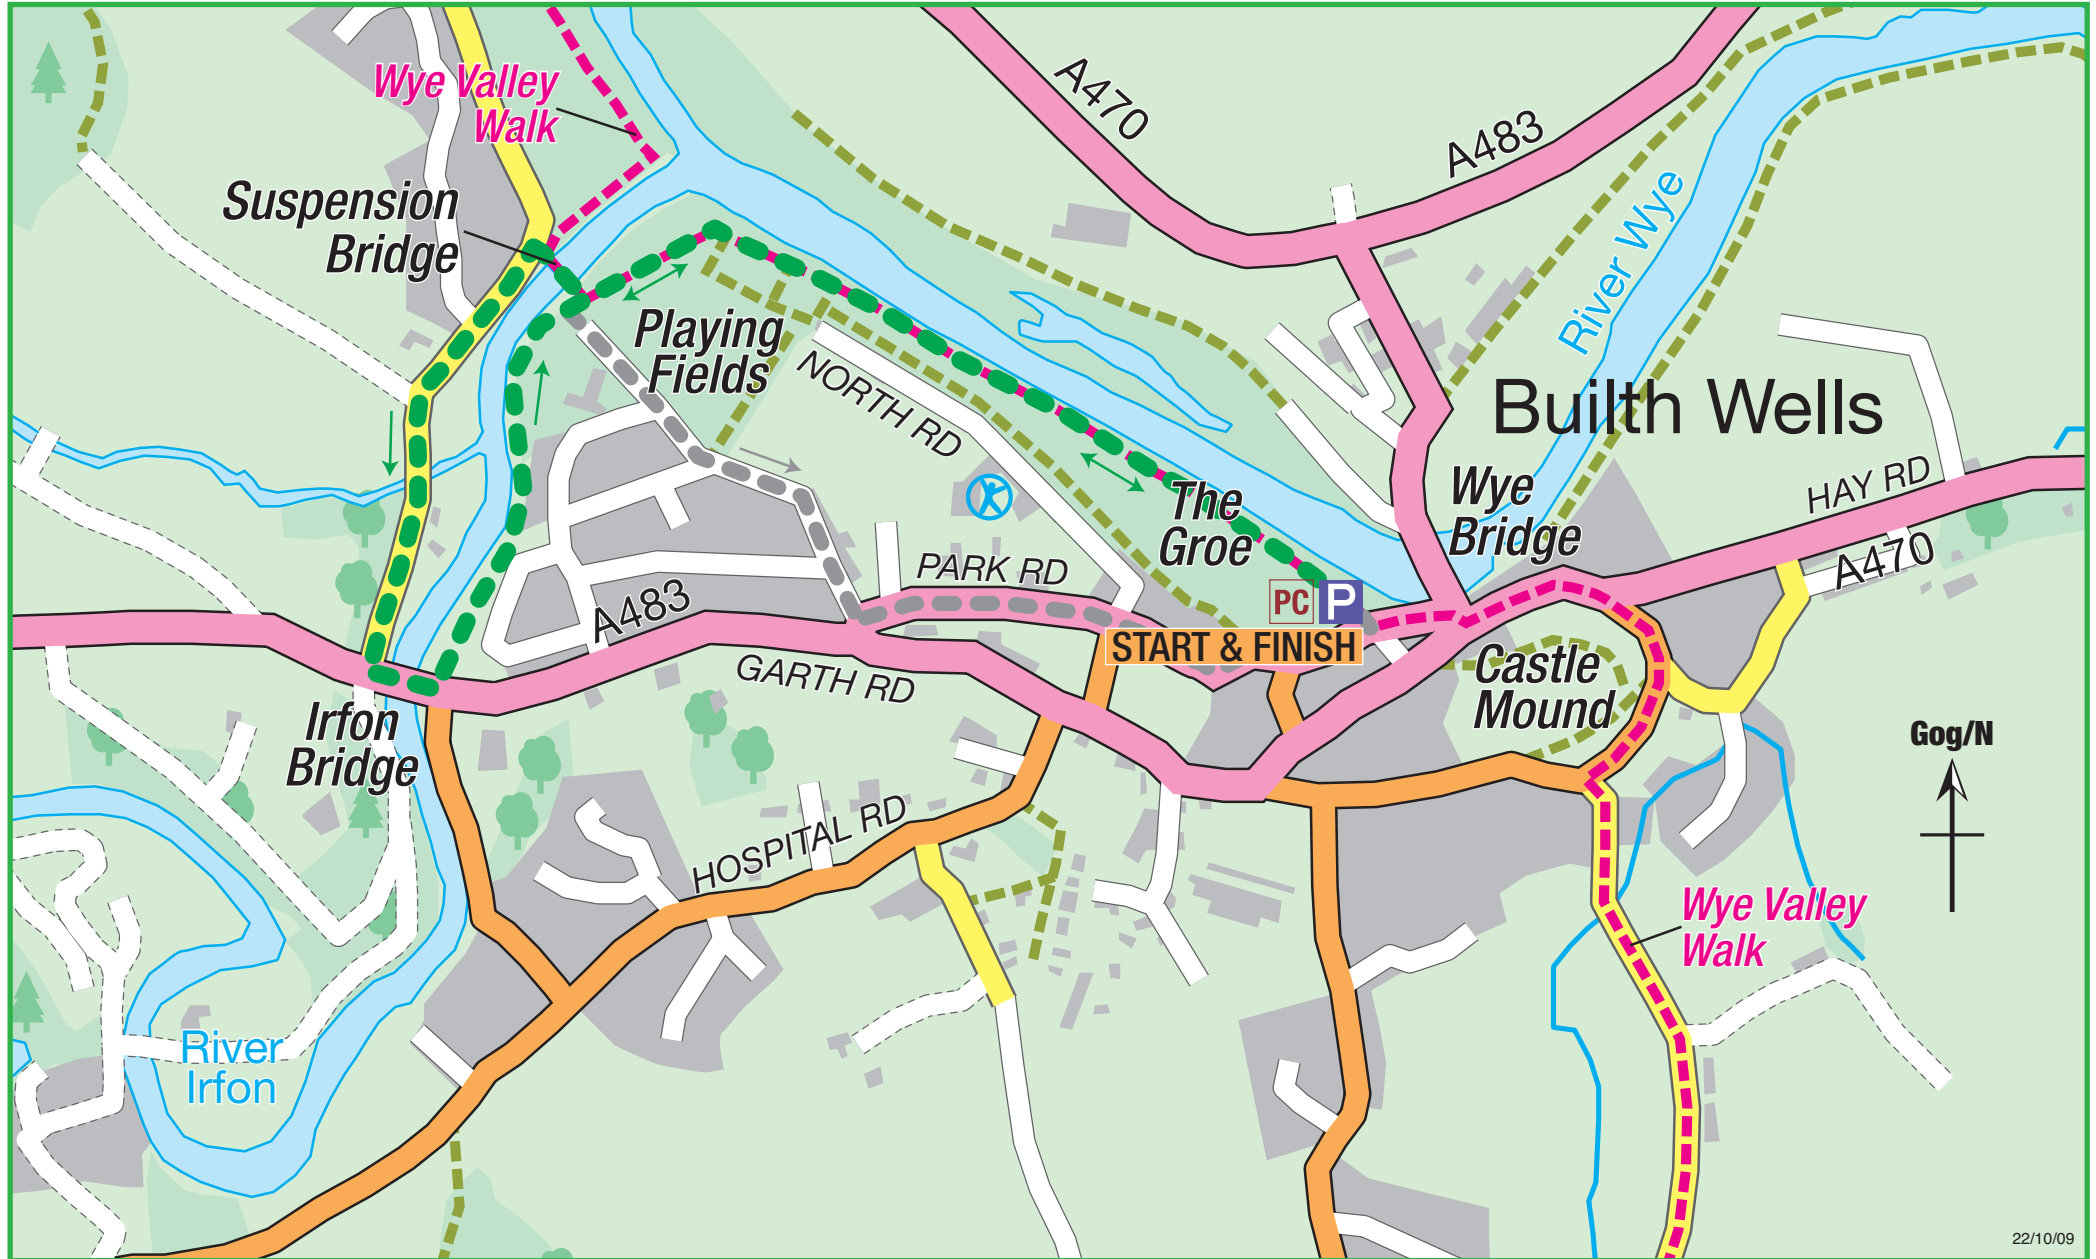 A470
A483
Wye Valley
Walk
Suspension
Bridge
River Wye
Playing
Fields
NORTH RD
Builth Wells
The
Groe
Wye
Bridge
HAY RD
A470
PARK RD
A483
PC
P
START & FINISH
GARTH RD
Castle
Mound
Irfon
Bridge
Gog/N
HOSPITAL RD
Wye Valley
Walk
River
Irfon
22/10/09